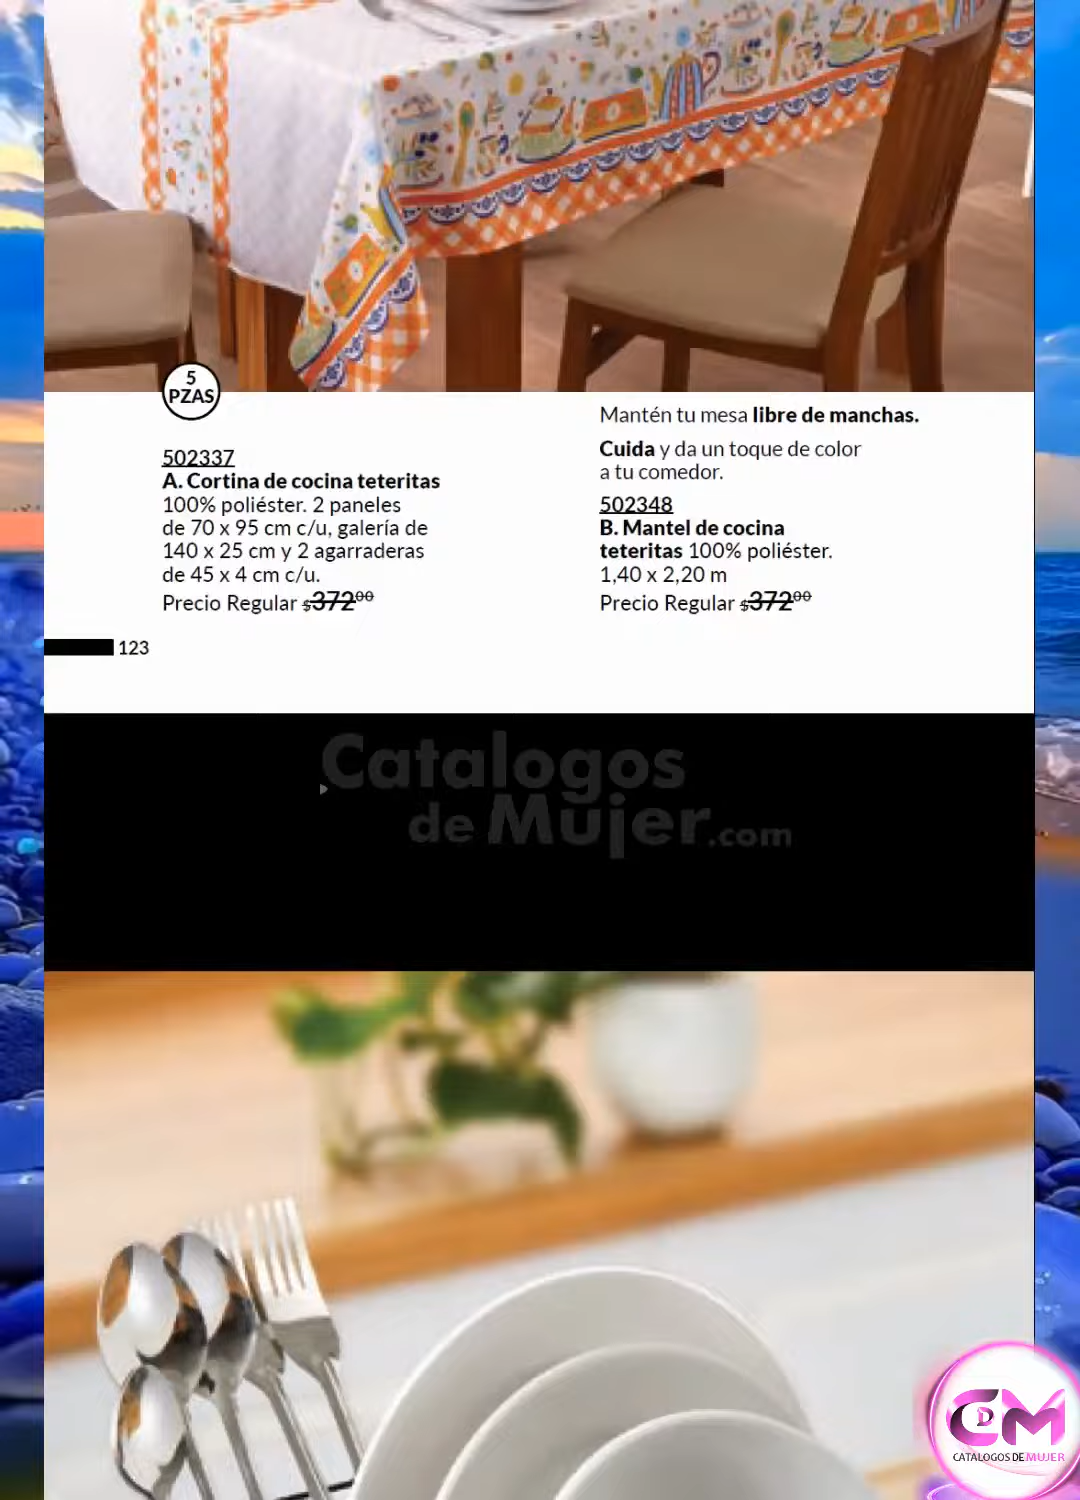 5
PZAS
502337
A. Cortina de cocina teteritas
100% poliéster. 2 paneles
de 70 x 95 cm c/u, galería de
140 x 25 cm y 2 agarraderas
de 45 x 4 cm c/u.
Precio Regular $372⁰⁰
Mantén tu mesa libre de manchas.
Cuida y da un toque de color
a tu comedor.
502348
B. Mantel de cocina
teteritas 100% poliéster.
1,40 x 2,20 m
Precio Regular $372⁰⁰
123
Catalogos
de Mujer.com
CDM
CATALOGOS DE MUJER